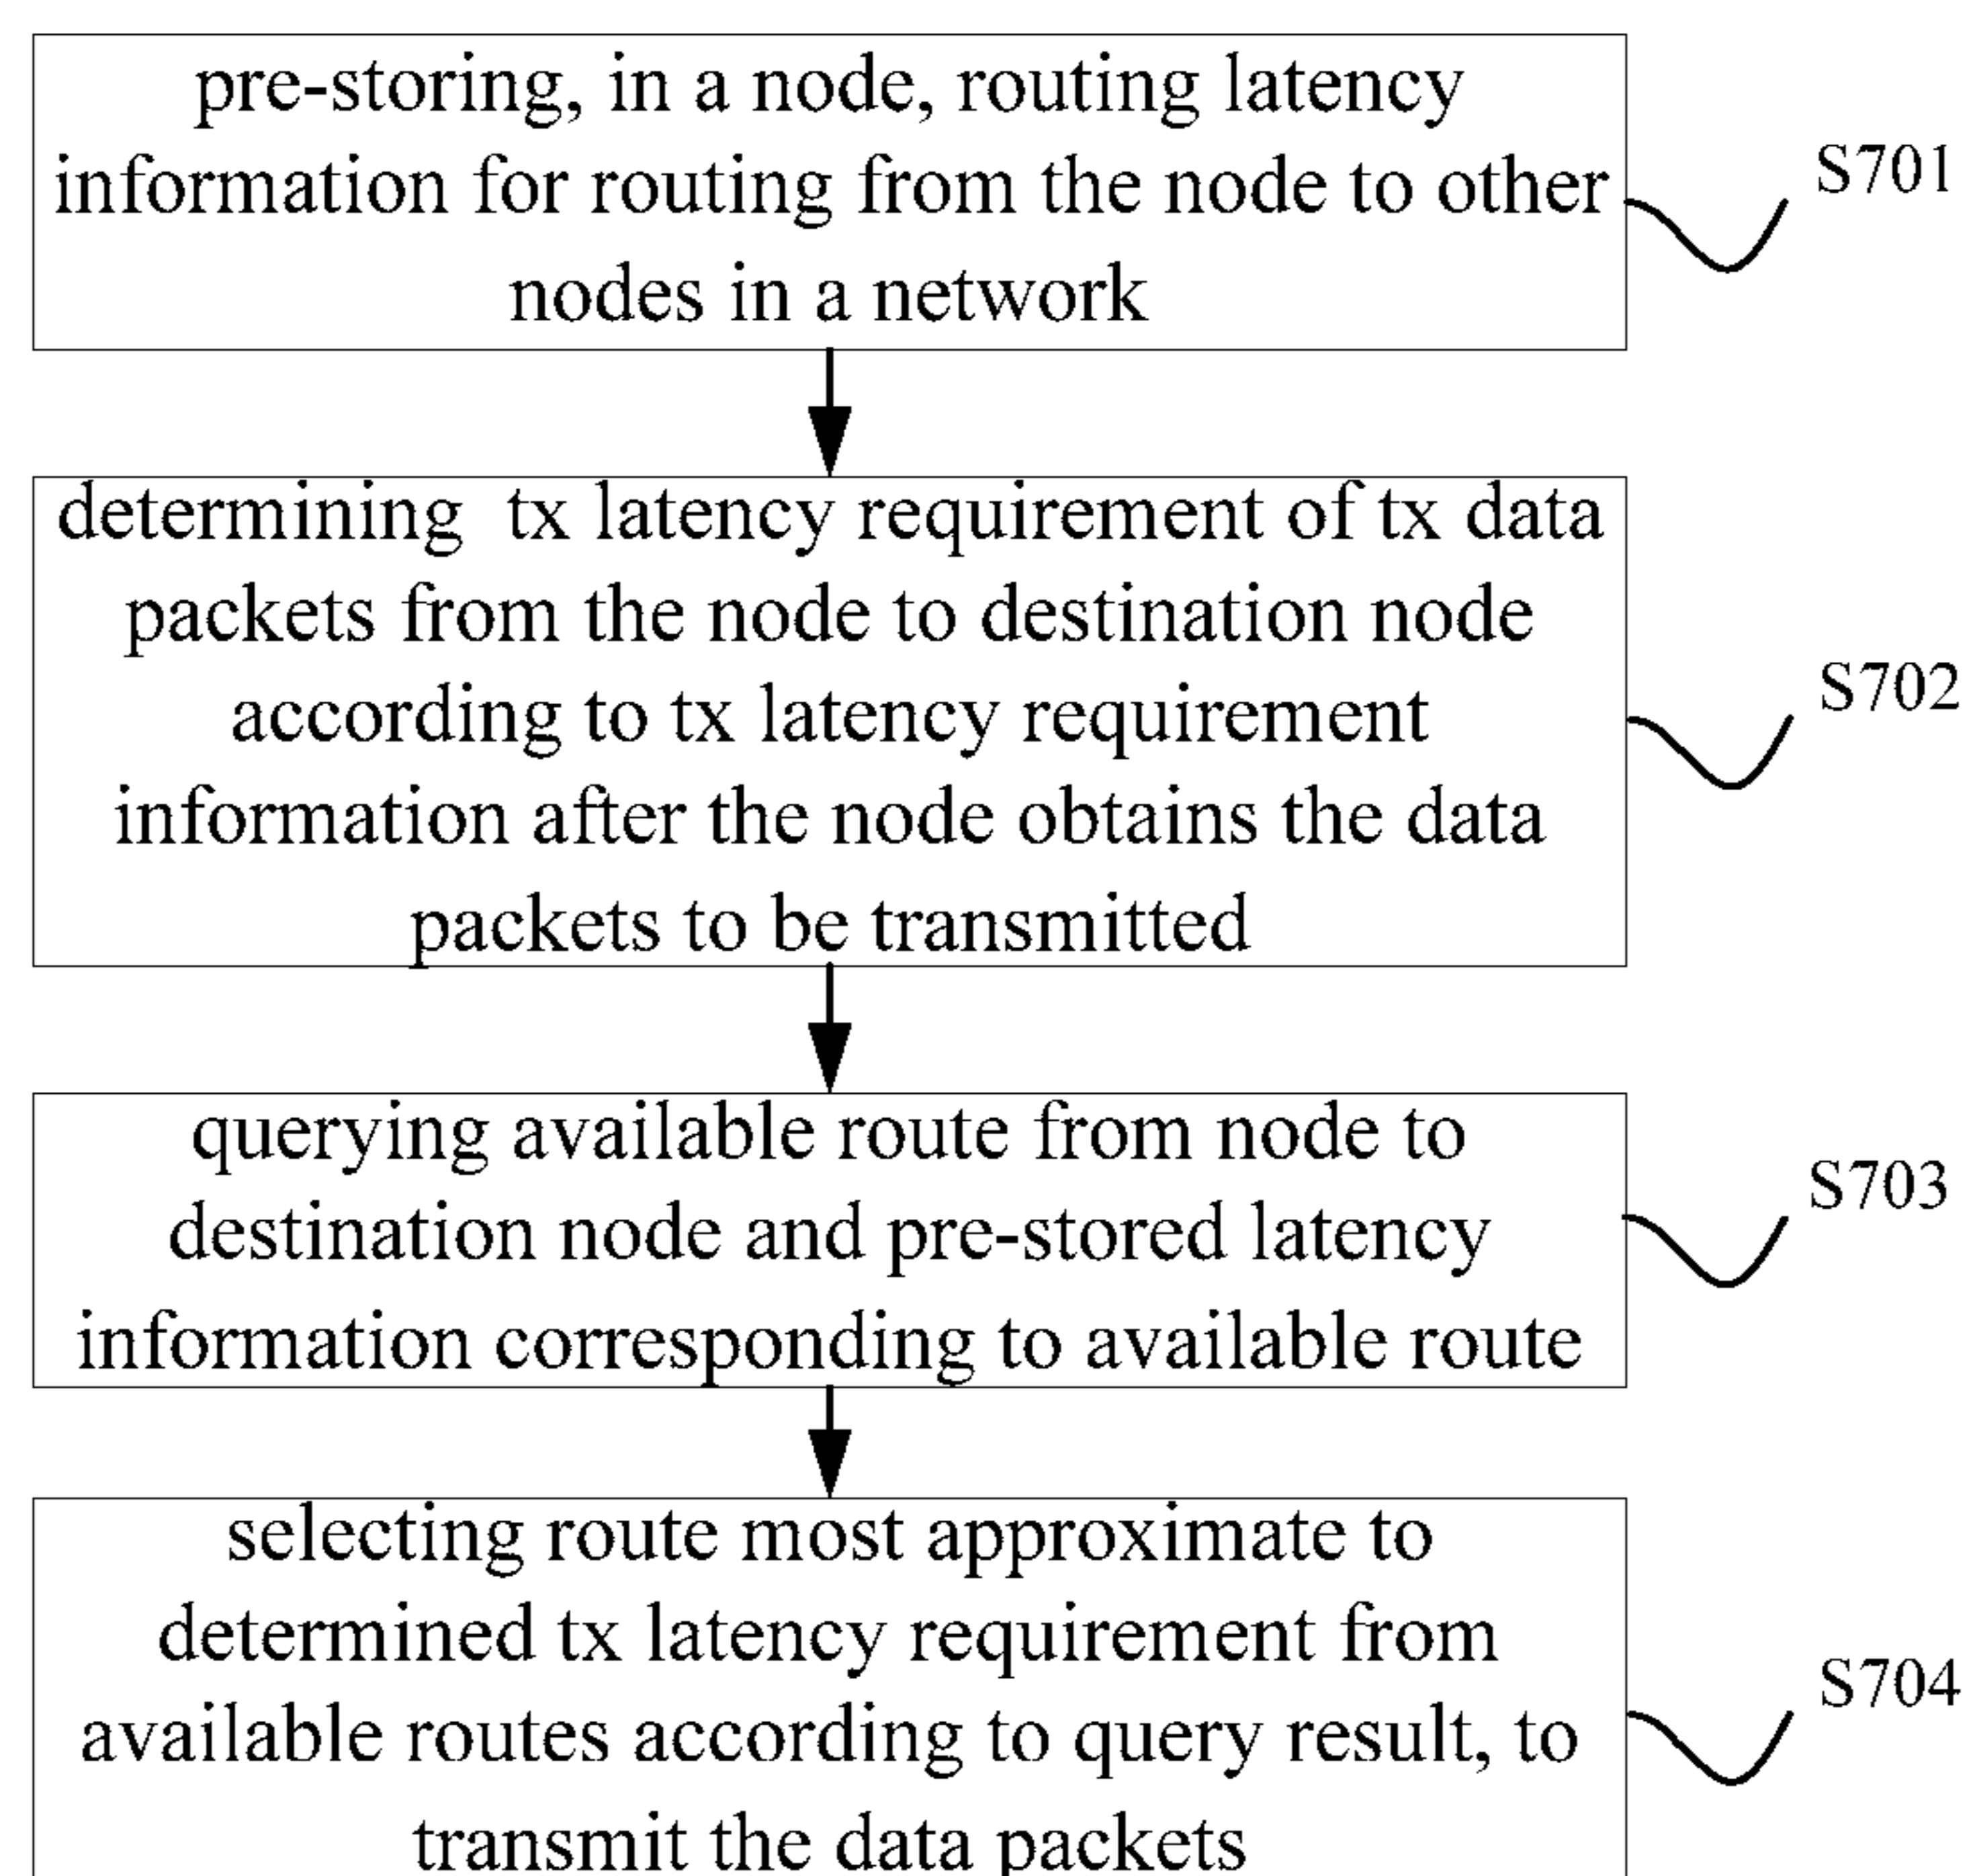 pre-storing, in a node, routing latency
information for routing from the node to other
nodes in a network
S701
determining tx latency requirement of tx data
packets from the node to destination node
according to tx latency requirement
information after the node obtains the data
packets to be transmitted
S702
querying available route from node to
destination node and pre-stored latency
information corresponding to available route
S703
selecting route most approximate to
determined tx latency requirement from
available routes according to query result, to
transmit the data packets
S704